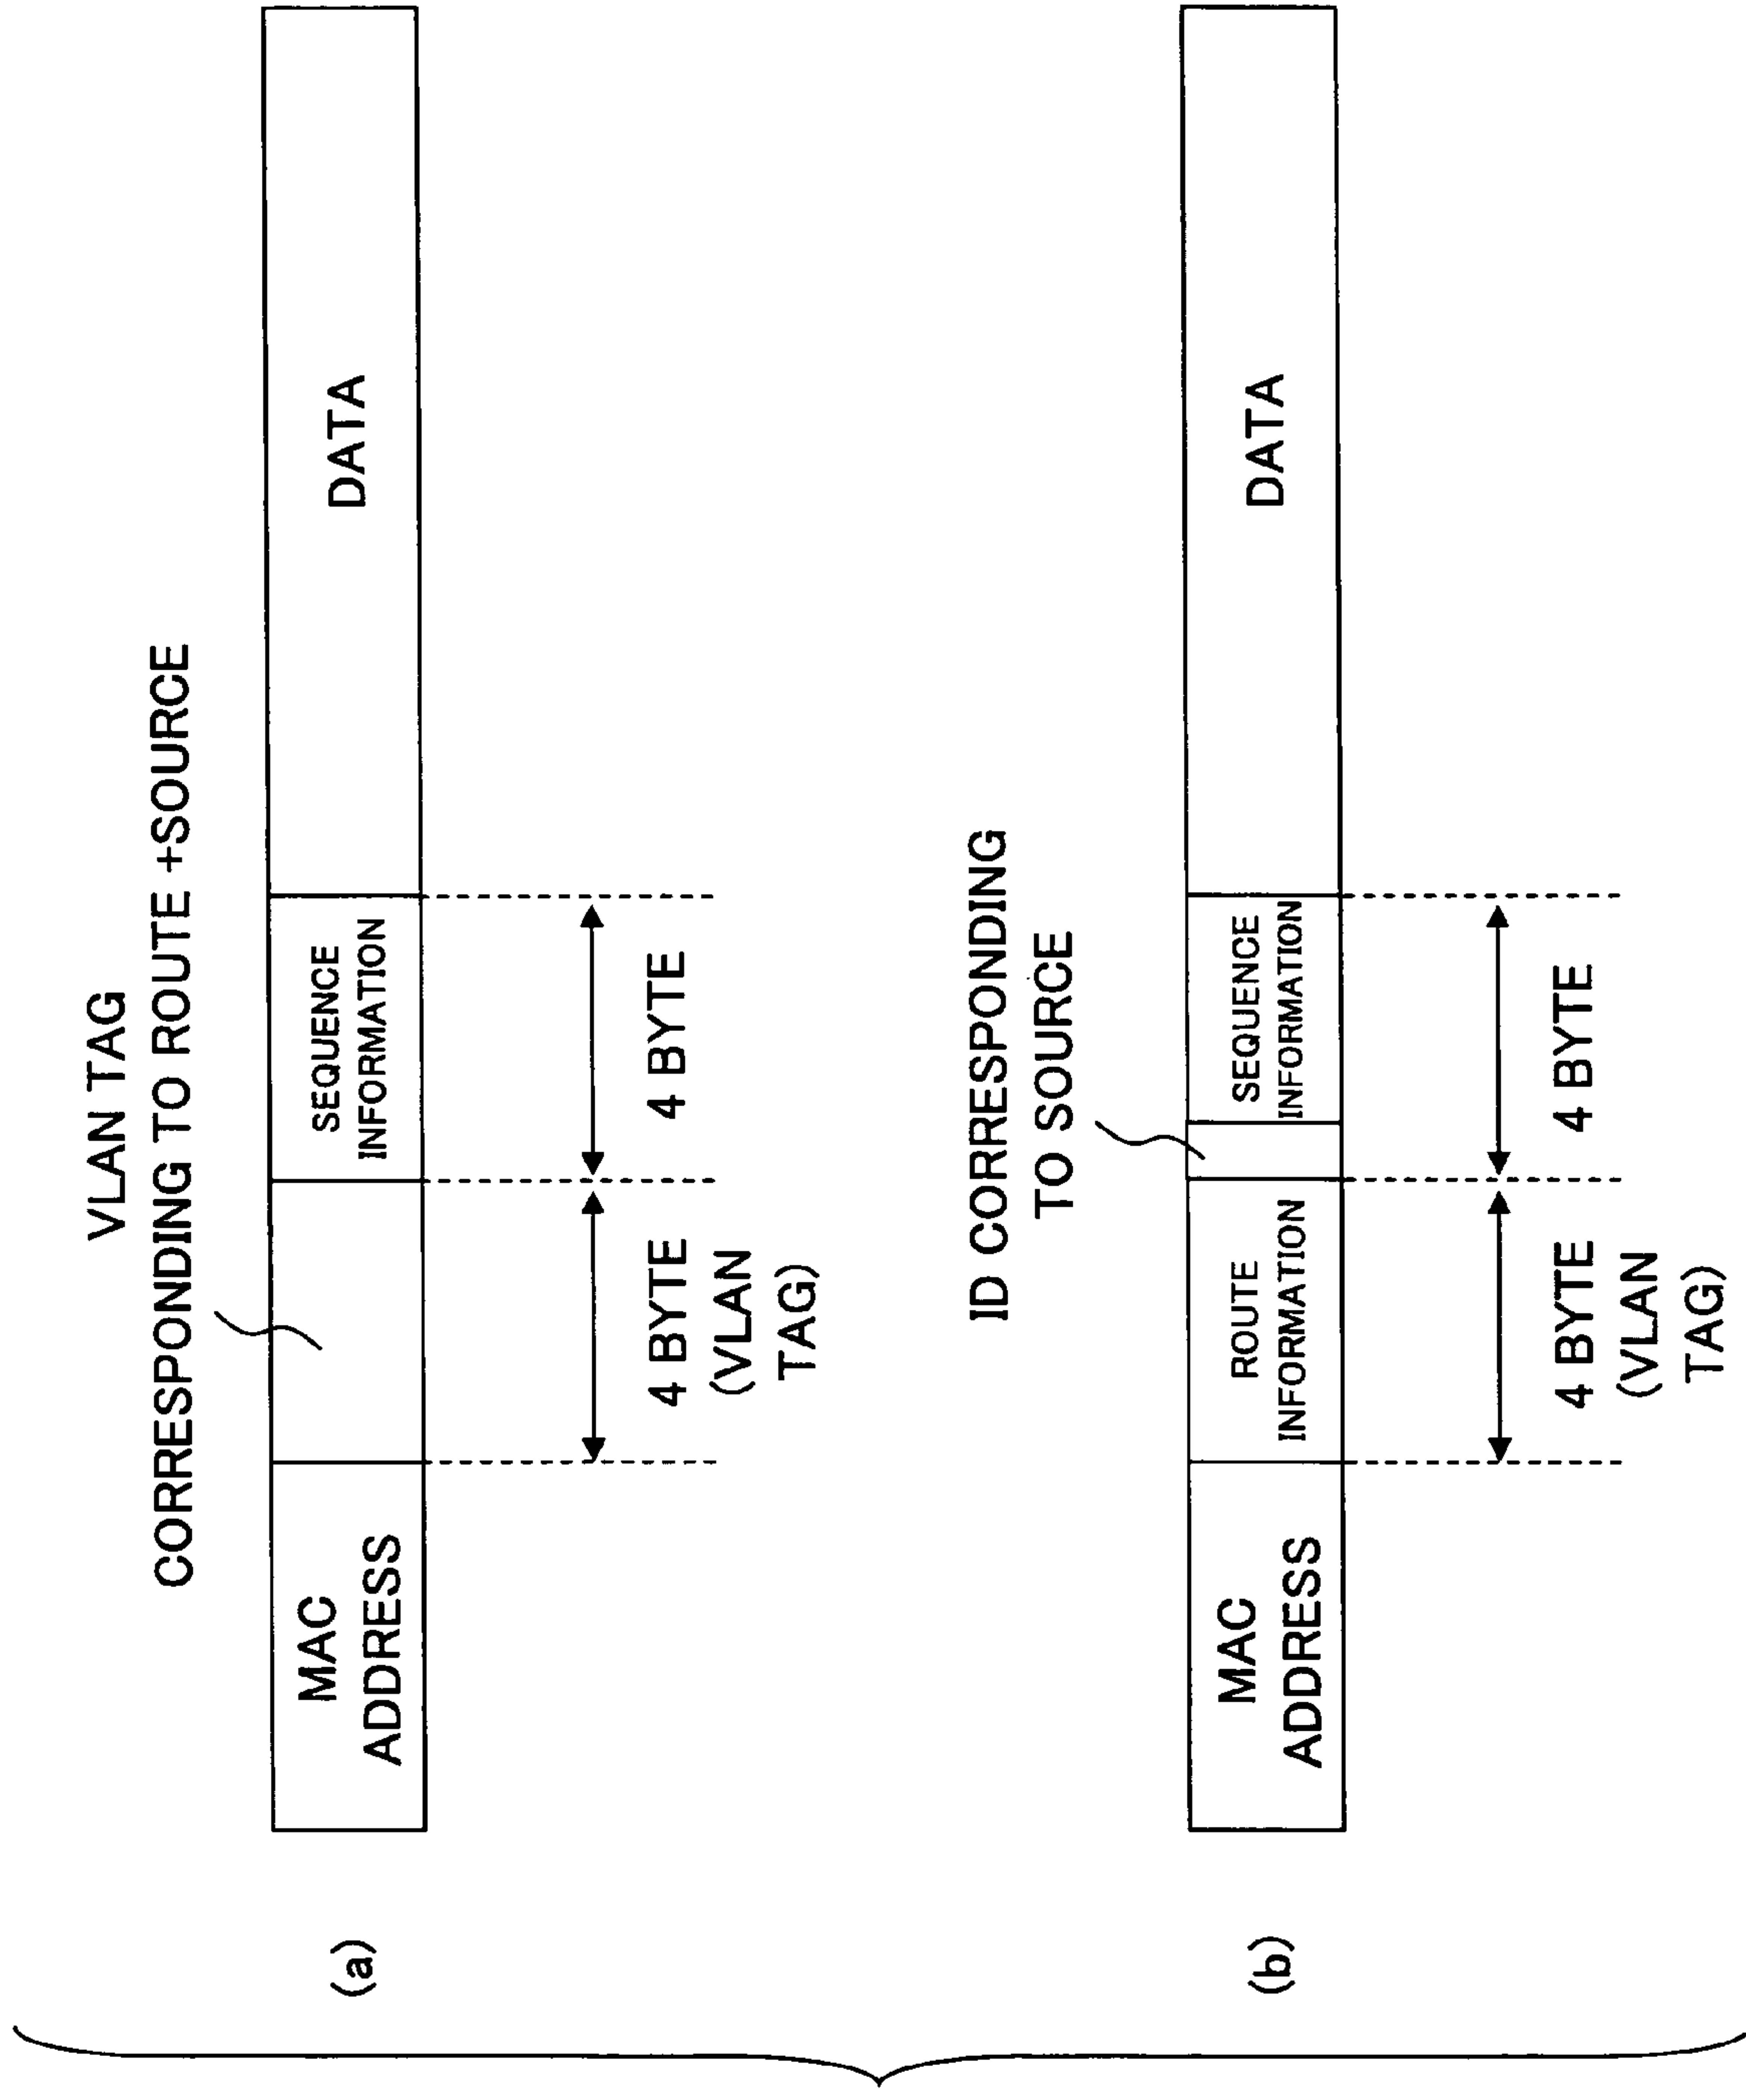 (a)
VLAN TAG
CORRESPONDING TO ROUTE +SOURCE
MAC
ADDRESS
SEQUENCE
INFORMATION
DATA
4 BYTE
(VLAN
TAG)
4 BYTE
(b)
ID CORRESPONDING
TO SOURCE
MAC
ADDRESS
ROUTE
INFORMATION
SEQUENCE
INFORMATION
DATA
4 BYTE
(VLAN
TAG)
4 BYTE